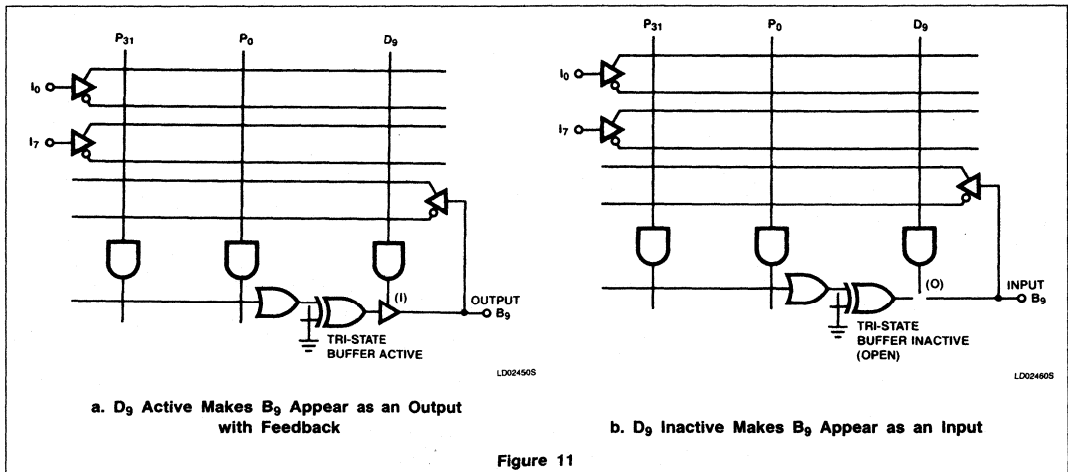 P31
P0
D9
I0
I7
(I)
OUTPUT
B9
TRI-STATE
BUFFER ACTIVE
LD02450S
a. D9 Active Makes B9 Appear as an Output
with Feedback
P31
P0
D9
I0
I7
(O)
INPUT
B9
TRI-STATE
BUFFER INACTIVE
(OPEN)
LD02460S
b. D9 Inactive Makes B9 Appear as an Input
Figure 11